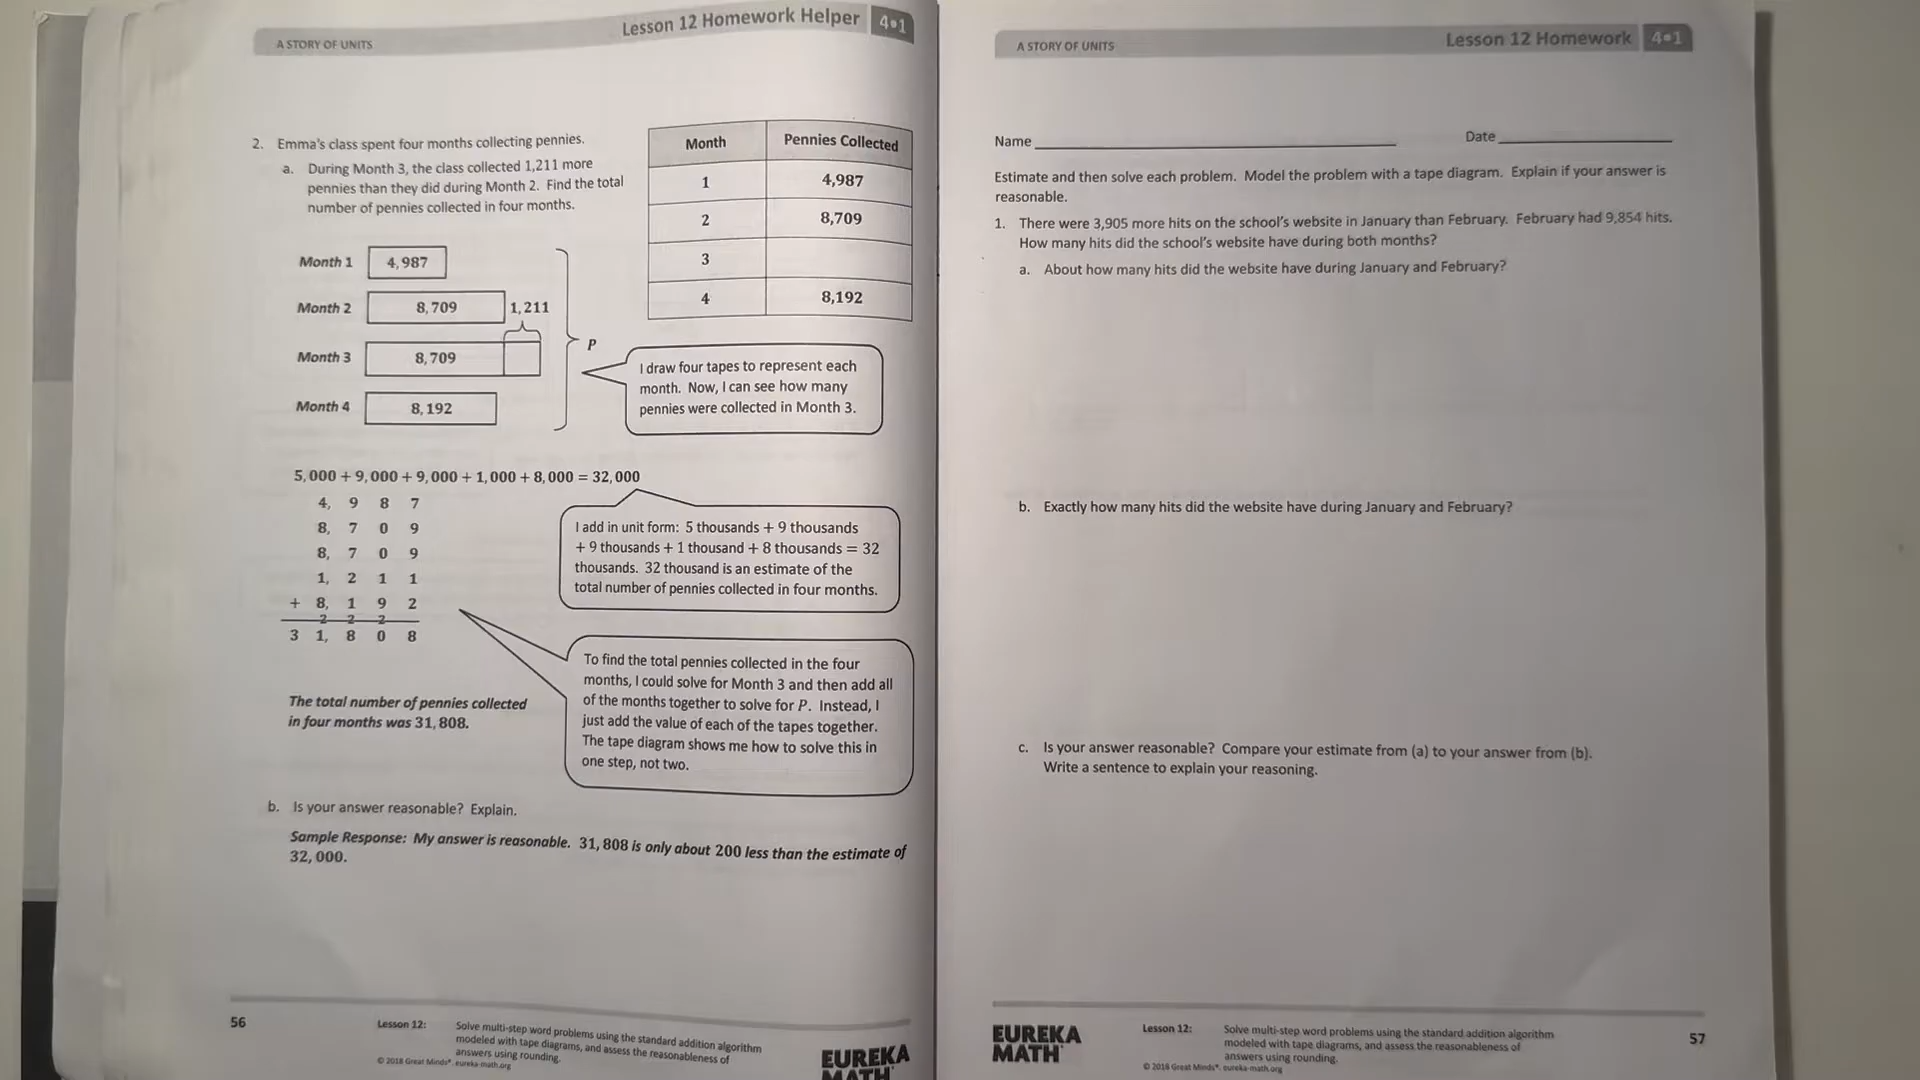 A STORY OF UNITS
Lesson 12 Homework Helper 4•1
2. Emma's class spent four months collecting pennies.
a. During Month 3, the class collected 1,211 more
pennies than they did during Month 2. Find the total
number of pennies collected in four months.
Month Pennies Collected
1 4,987
2 8,709
3
4 8,192
Month 1 4,987
Month 2 8,709 1,211
Month 3 8,709
Month 4 8,192
P
I draw four tapes to represent each
month. Now, I can see how many
pennies were collected in Month 3.
5,000 + 9,000 + 9,000 + 1,000 + 8,000 = 32,000
4, 9 8 7
8, 7 0 9
8, 7 0 9
1, 2 1 1
+ 8, 1 9 2
2 2 2
3 1, 8 0 8
I add in unit form: 5 thousands + 9 thousands
+ 9 thousands + 1 thousand + 8 thousands = 32
thousands. 32 thousand is an estimate of the
total number of pennies collected in four months.
To find the total pennies collected in the four
months, I could solve for Month 3 and then add all
of the months together to solve for P. Instead, I
just add the value of each of the tapes together.
The tape diagram shows me how to solve this in
one step, not two.
The total number of pennies collected
in four months was 31,808.
b. Is your answer reasonable? Explain.
Sample Response: My answer is reasonable. 31,808 is only about 200 less than the estimate of
32,000.
56
Lesson 12: Solve multi-step word problems using the standard addition algorithm
modeled with tape diagrams, and assess the reasonableness of
answers using rounding.
© 2018 Great Minds®. eureka-math.org
EUREKA
MATH
A STORY OF UNITS
Lesson 12 Homework 4•1
Name
Date
Estimate and then solve each problem. Model the problem with a tape diagram. Explain if your answer is
reasonable.
1. There were 3,905 more hits on the school's website in January than February. February had 9,854 hits.
How many hits did the school's website have during both months?
a. About how many hits did the website have during January and February?
b. Exactly how many hits did the website have during January and February?
c. Is your answer reasonable? Compare your estimate from (a) to your answer from (b).
Write a sentence to explain your reasoning.
EUREKA
MATH
Lesson 12: Solve multi-step word problems using the standard addition algorithm
modeled with tape diagrams, and assess the reasonableness of
answers using rounding.
© 2018 Great Minds®. eureka-math.org
57